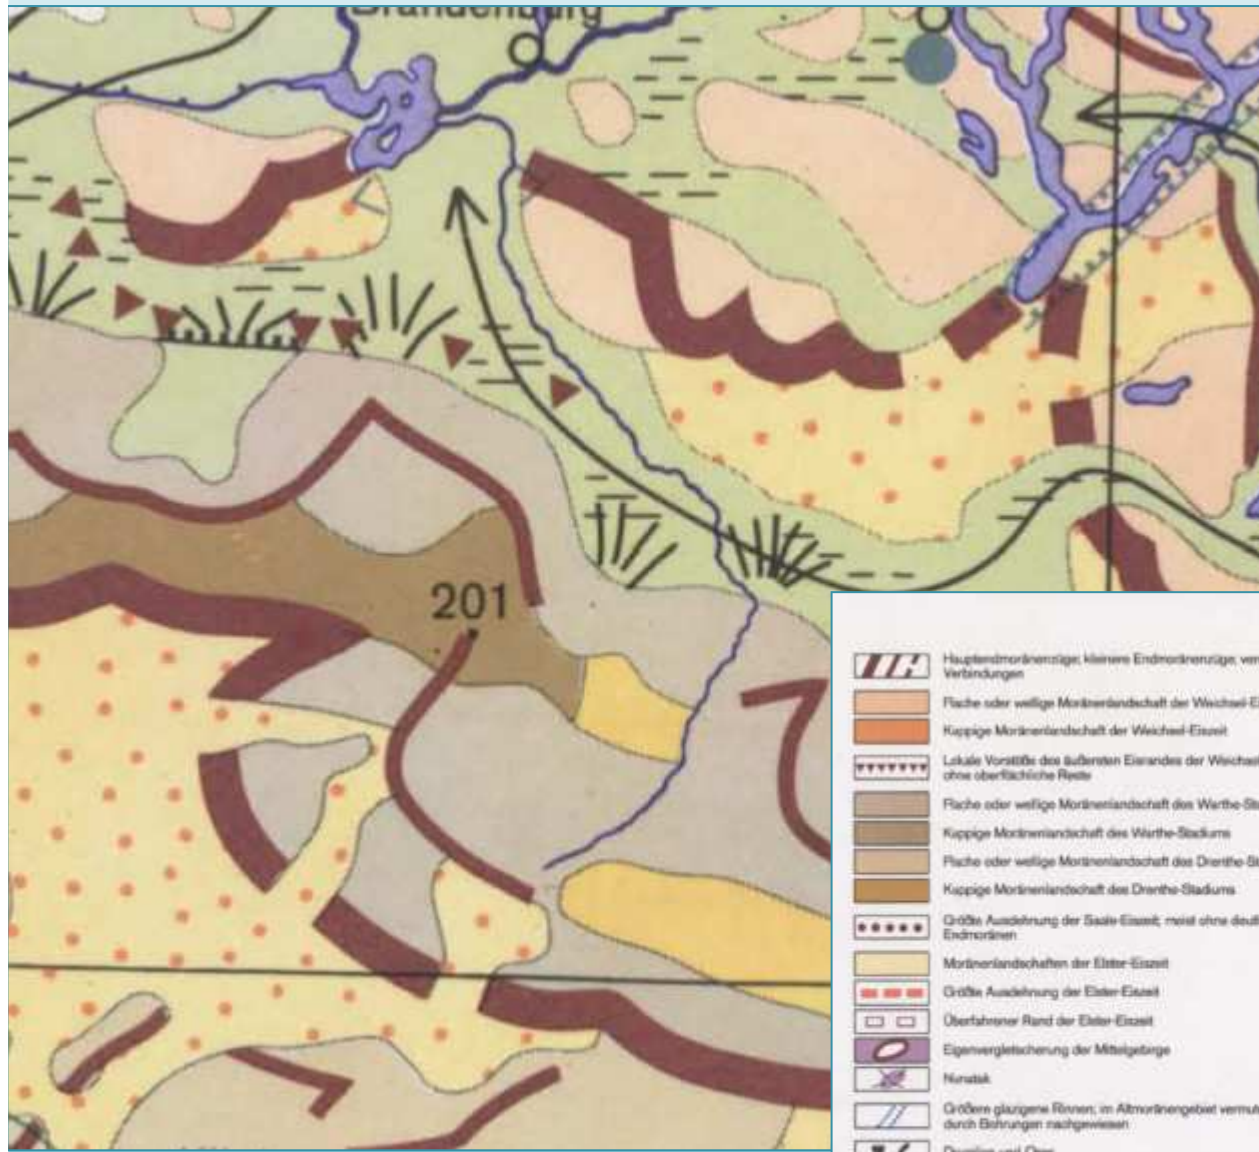 Brandenburg
201
Hauptendmoränenzüge; kleinere Endmoränenzüge; ver
Verbindungen
Flache oder wellige Moränenlandschaft der Weichsel-E
Kuppige Moränenlandschaft der Weichsel-Eiszeit
Lokale Vorstöße des äußersten Eisrandes der Weichsel
ohne oberflächliche Reste
Flache oder wellige Moränenlandschaft des Warthe-Sta
Kuppige Moränenlandschaft des Warthe-Stadiums
Flache oder wellige Moränenlandschaft des Drenthe-St
Kuppige Moränenlandschaft des Drenthe-Stadiums
Größte Ausdehnung der Saale-Eiszeit; meist ohne deut
Endmoränen
Moränenlandschaften der Elster-Eiszeit
Größte Ausdehnung der Elster-Eiszeit
Überfahrener Rand der Elster-Eiszeit
Eigenvergletscherung der Mittelgebirge
Nunatak
Größere glazigene Rinnen; im Altmoränengebiet vermut
durch Bohrungen nachgewiesen